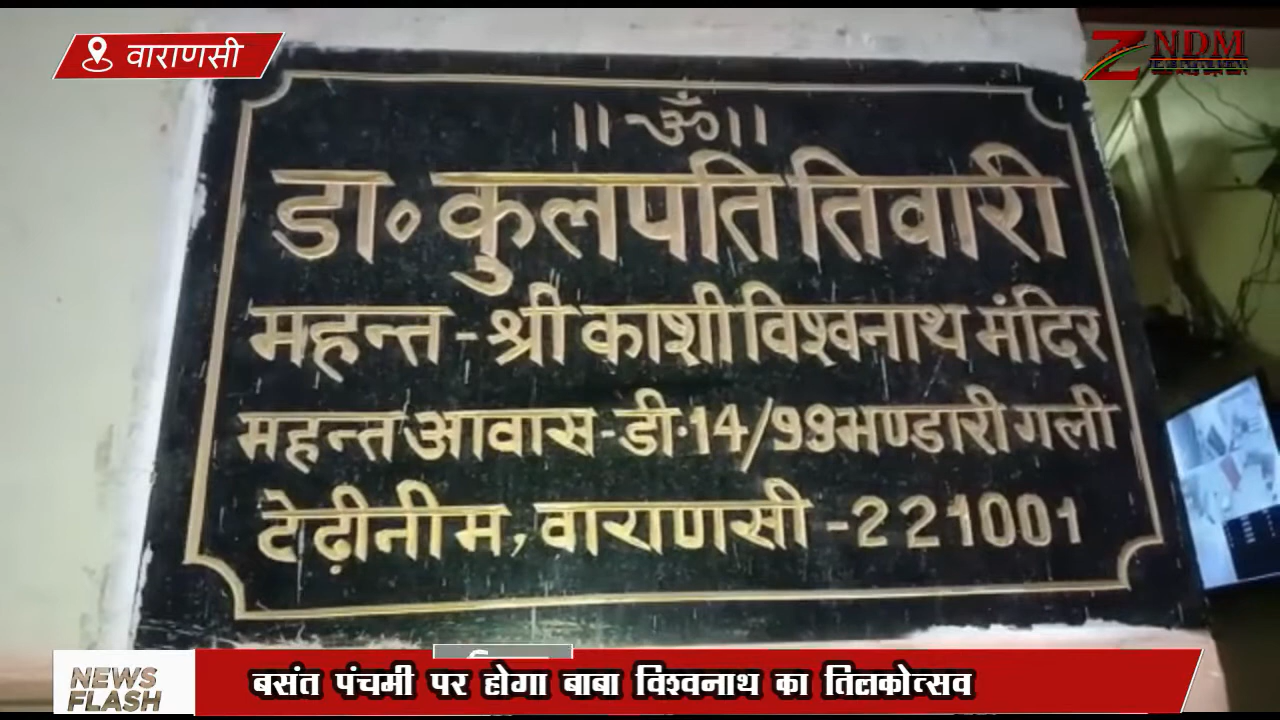 वाराणसी
NDM
|| ॐ ||
डा॰ कुलपति तिवारी
महन्त - श्री काशी विश्वनाथ मंदिर
महन्त आवास - डी. 14/99 भण्डारी गली
टेढ़ीनीम, वाराणसी - 221001
NEWS FLASH
बसंत पंचमी पर होगा बाबा विश्वनाथ का तिलकोत्सव